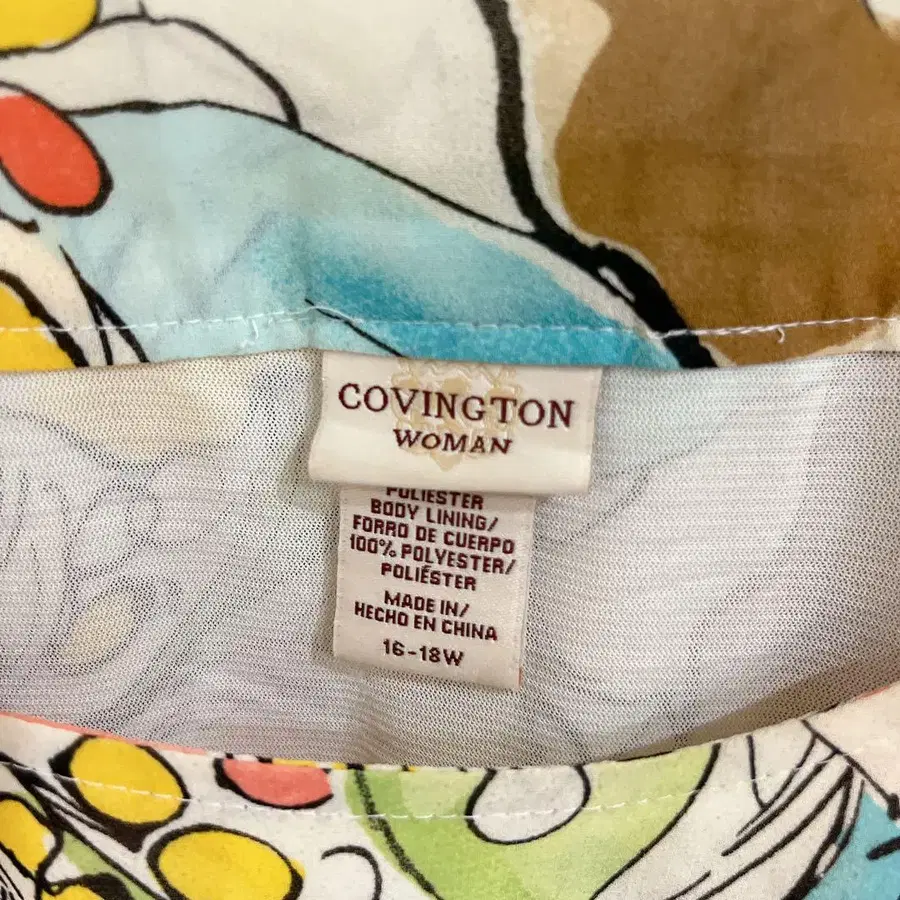 COVINGTON
WOMAN
POLIESTER
BODY LINING/
FORRO DE CUERPO
100% POLYESTER/
POLIÉSTER
MADE IN/
HECHO EN CHINA
16-18W